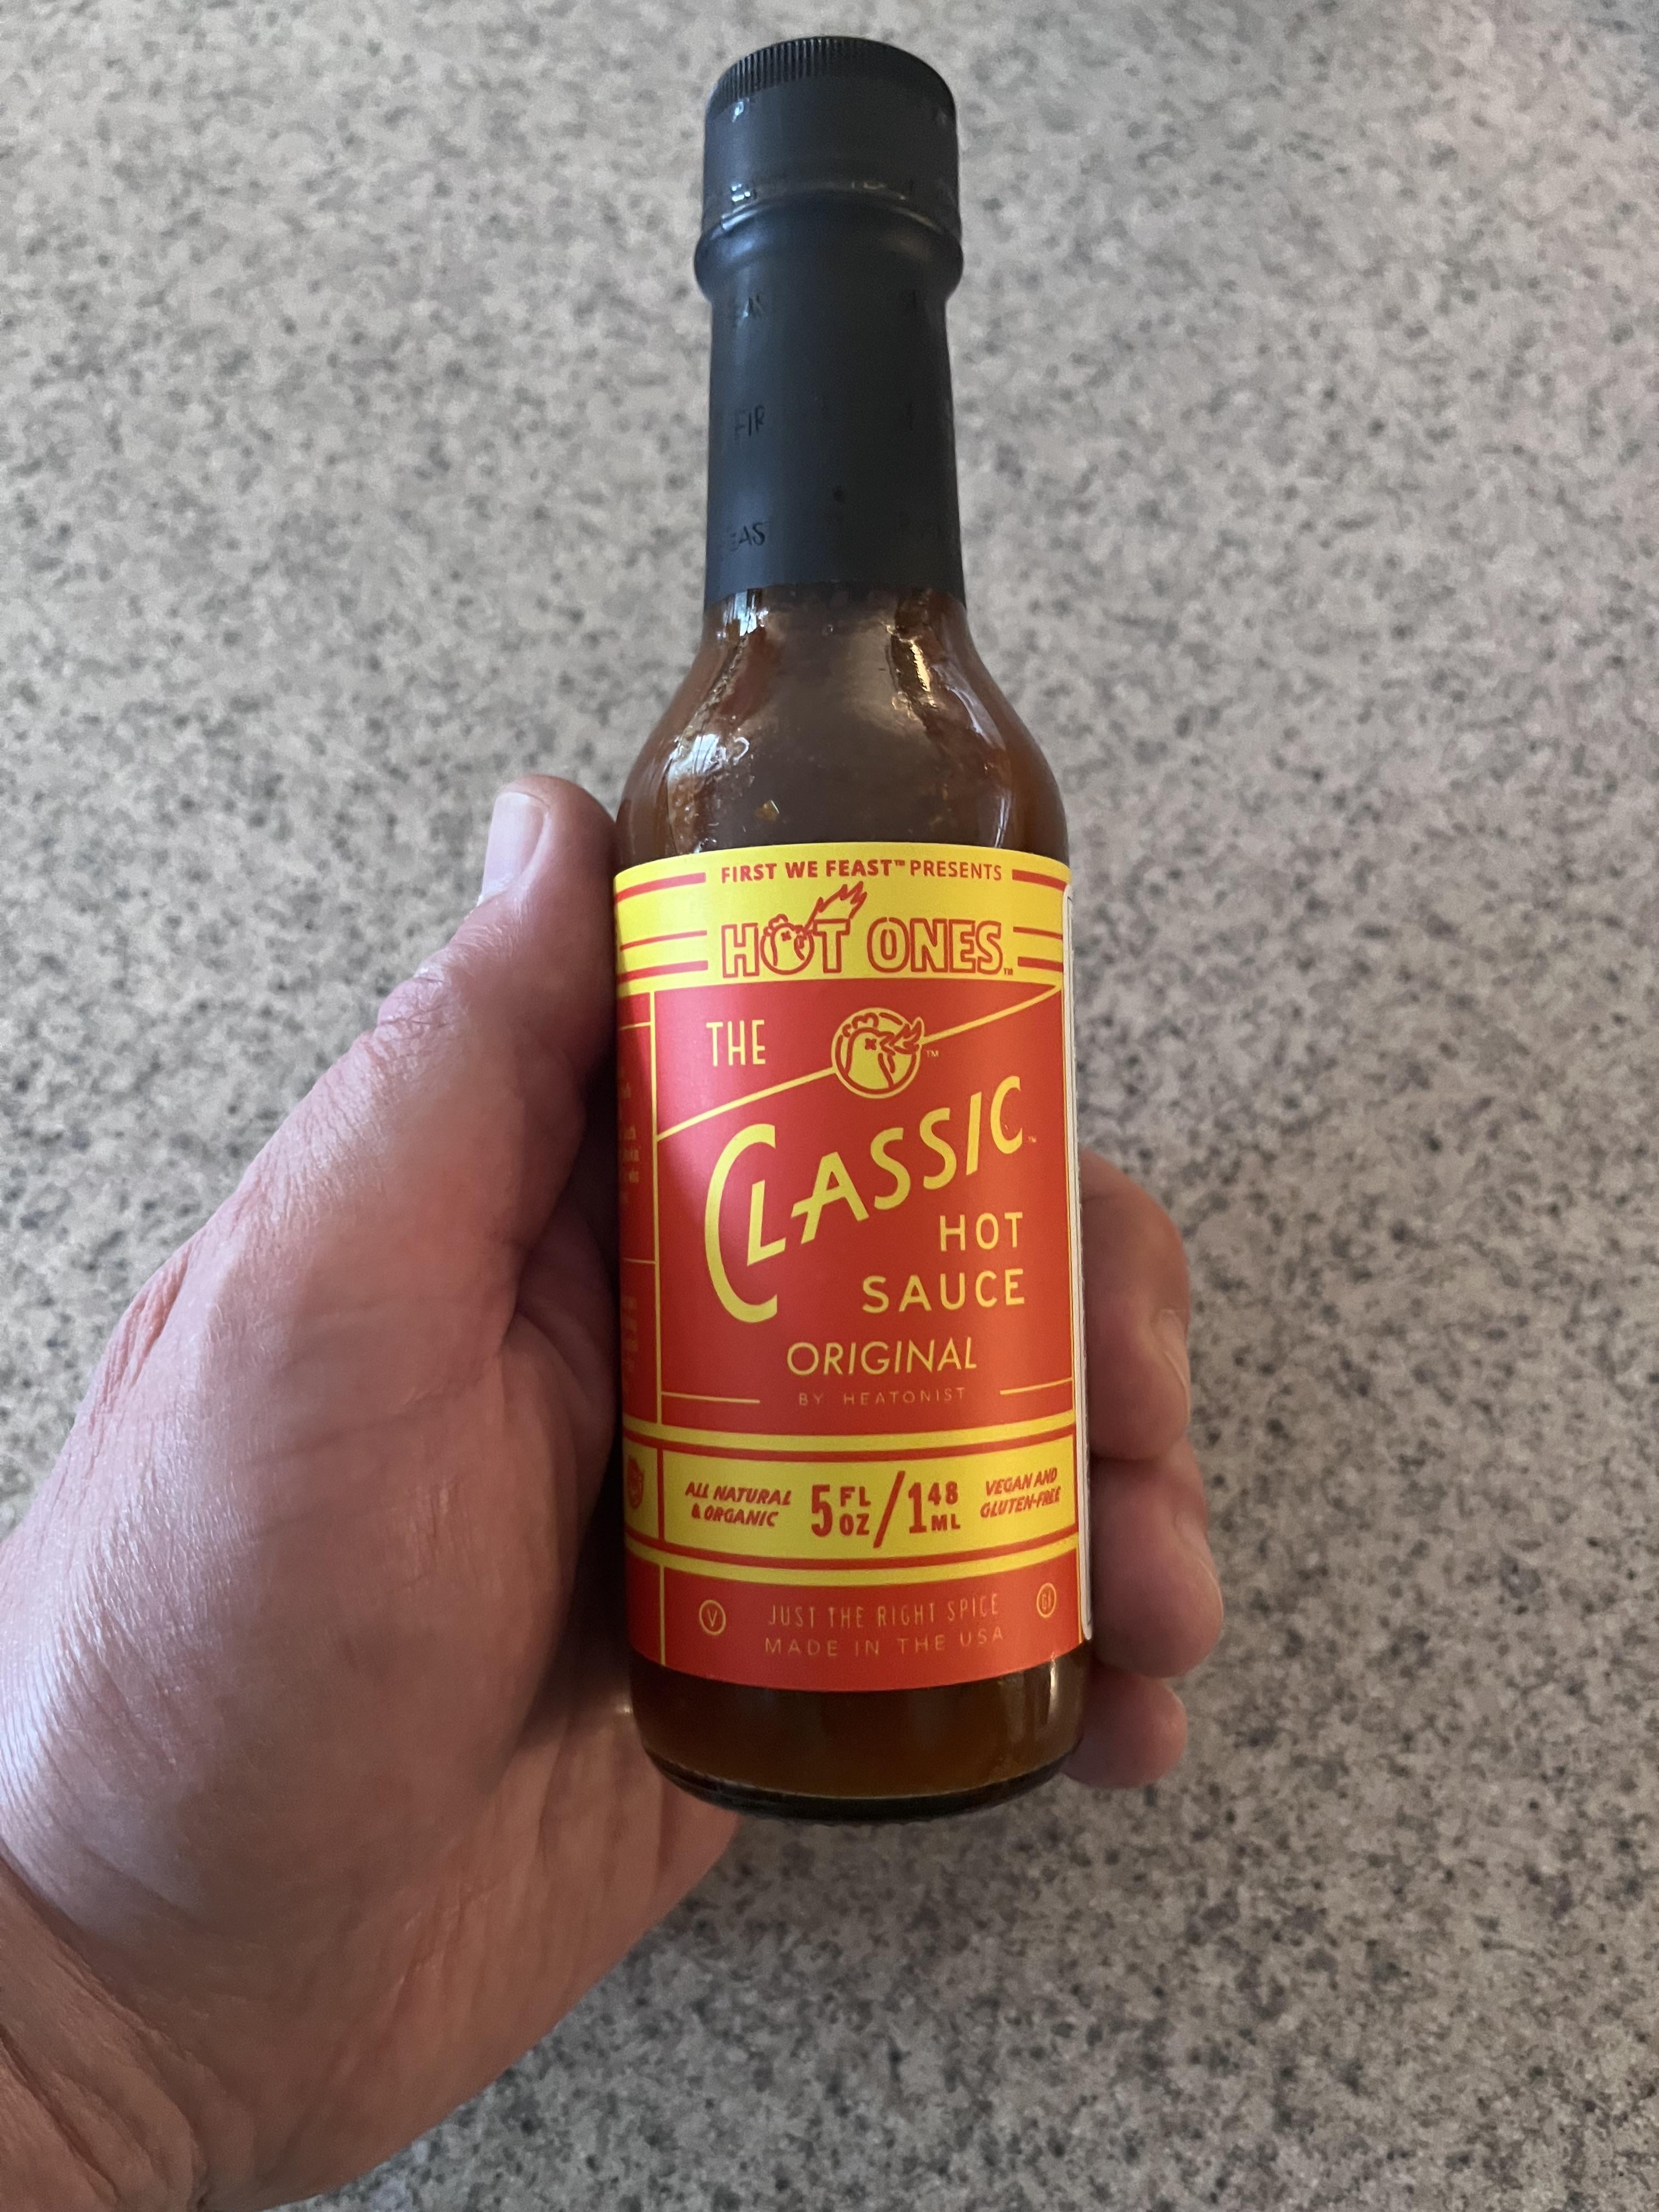 FIRST WE FEAST™ PRESENTS
HOT ONES™
THE
™
CLASSIC™
HOT
SAUCE
ORIGINAL
BY HEATONIST
ALL NATURAL
& ORGANIC
5 FL OZ / 148 ML
VEGAN AND
GLUTEN-FREE
V
JUST THE RIGHT SPICE
MADE IN THE USA